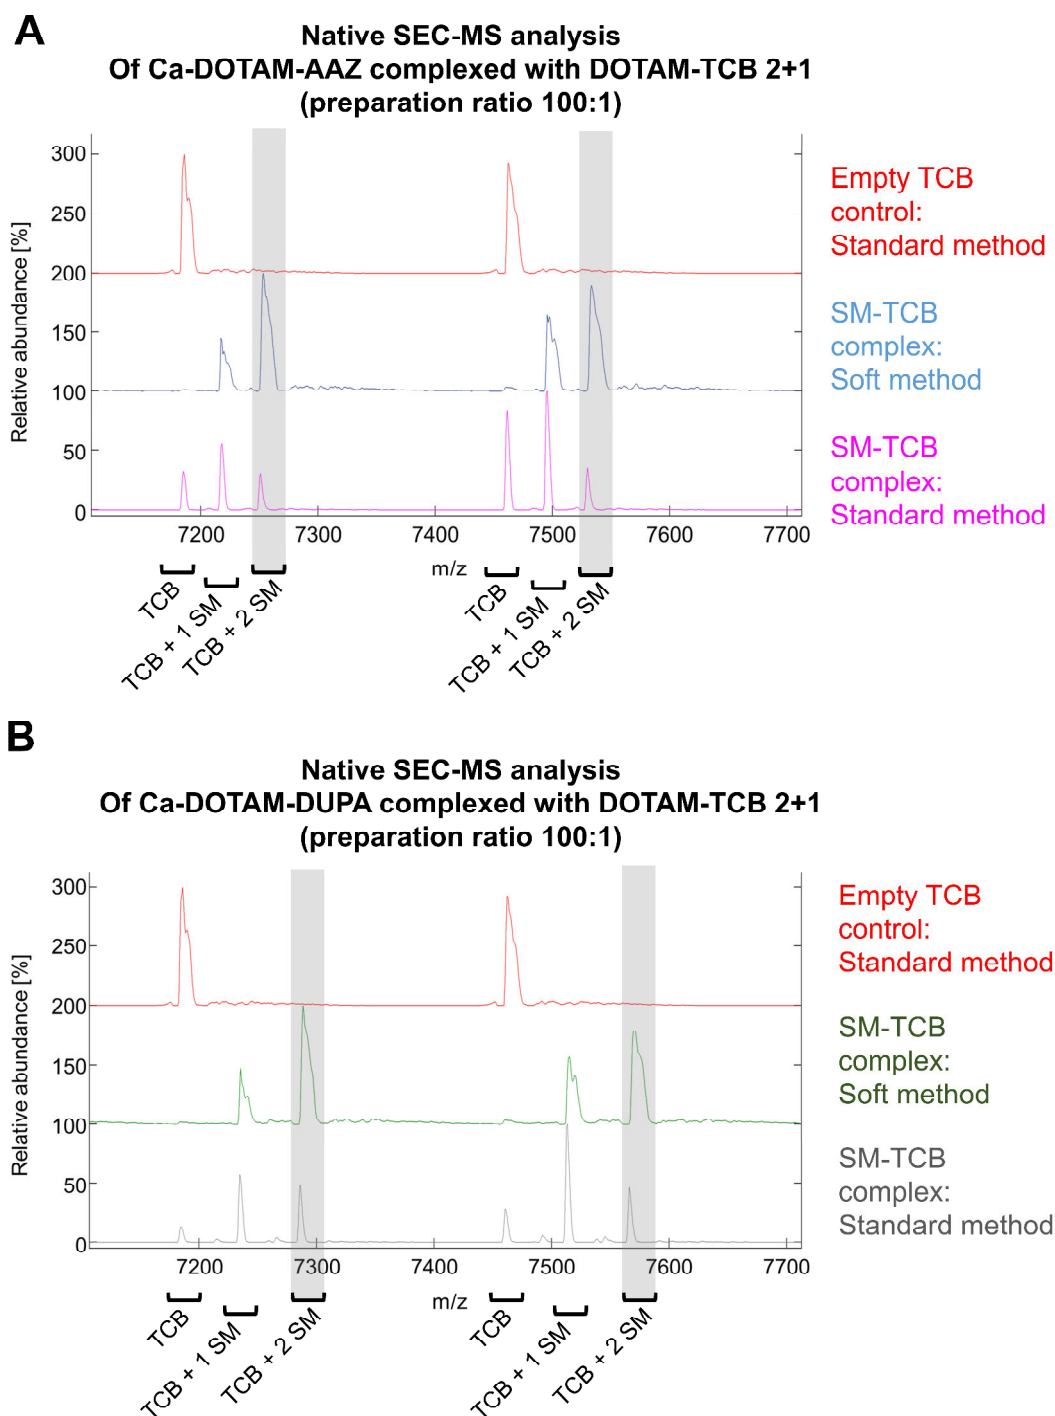 A
Native SEC-MS analysis
Of Ca-DOTAM-AAZ complexed with DOTAM-TCB 2+1
(preparation ratio 100:1)
Relative abundance [%]
300
250
200
150
100
50
0
7200
7300
7400
7500
7600
7700
m/z
TCB
TCB + 1 SM
TCB + 2 SM
TCB
TCB + 1 SM
TCB + 2 SM
Empty TCB
control:
Standard method
SM-TCB
complex:
Soft method
SM-TCB
complex:
Standard method
B
Native SEC-MS analysis
Of Ca-DOTAM-DUPA complexed with DOTAM-TCB 2+1
(preparation ratio 100:1)
Relative abundance [%]
300
250
200
150
100
50
0
7200
7300
7400
7500
7600
7700
m/z
TCB
TCB + 1 SM
TCB + 2 SM
TCB
TCB + 1 SM
TCB + 2 SM
Empty TCB
control:
Standard method
SM-TCB
complex:
Soft method
SM-TCB
complex:
Standard method